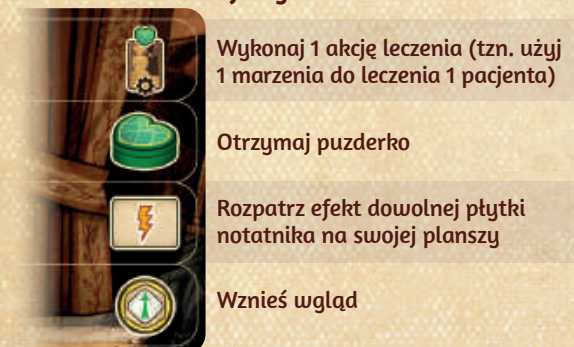 Wykonaj 1 akcję leczenia (tzn. użyj
1 marzenia do leczenia 1 pacjenta)
Otrzymaj puzderko
Rozpatrz efekt dowolnej płytki
notatnika na swojej planszy
Wznieś wgląd